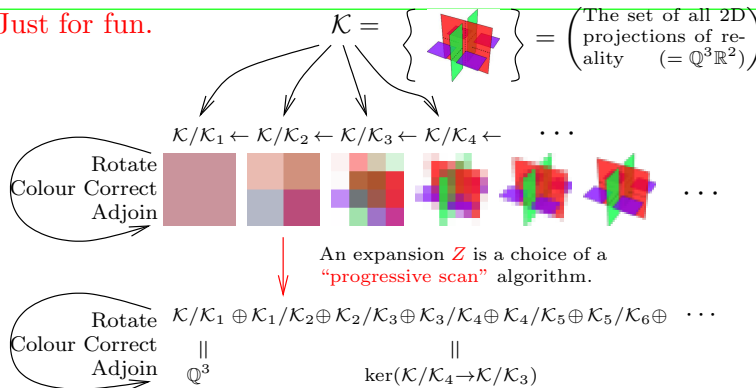 Just for fun.
𝒦 = { } = (The set of all 2D projections of re-ality (= ℚ³ℝ²))
𝒦/𝒦₁ ← 𝒦/𝒦₂ ← 𝒦/𝒦₃ ← 𝒦/𝒦₄ ← ···
Rotate
Colour Correct
Adjoin
···
An expansion Z is a choice of a
“progressive scan” algorithm.
𝒦/𝒦₁ ⊕ 𝒦₁/𝒦₂ ⊕ 𝒦₂/𝒦₃ ⊕ 𝒦₃/𝒦₄ ⊕ 𝒦₄/𝒦₅ ⊕ 𝒦₅/𝒦₆ ⊕ ···
Rotate
Colour Correct
Adjoin
|| ||
ℚ³ ker(𝒦/𝒦₄→𝒦/𝒦₃)